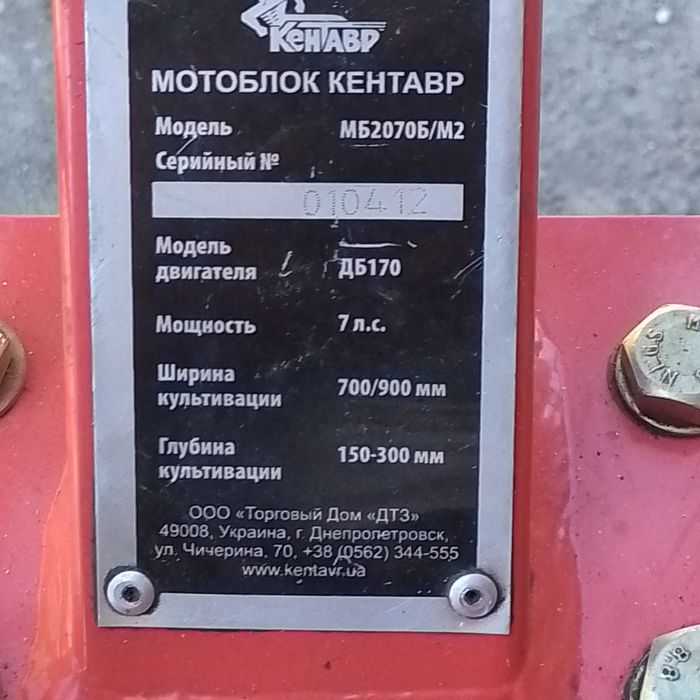 КЕНТАВР
МОТОБЛОК КЕНТАВР
Модель МБ2070Б/М2
Серийный №
010412
Модель
двигателя ДБ170
Мощность 7 л.с.
Ширина
культивации 700/900 мм
Глубина
культивации 150-300 мм
ООО «Торговый Дом «ДТЗ»
49008, Украина, г. Днепропетровск,
ул. Чичерина, 70, +38 (0562) 344-555
www.kentavr.ua
8.8